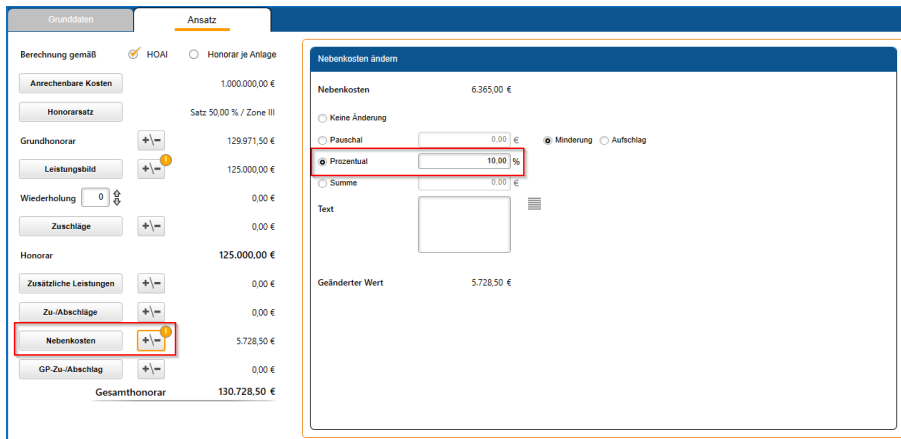 Grunddaten
Ansatz
Berechnung gemäß HOAI Honorar je Anlage
Anrechenbare Kosten 1.000.000,00 €
Honorarsatz Satz 50,00 % / Zone III
Grundhonorar +\- 129.971,50 €
Leistungsbild +\- ! 125.000,00 €
Wiederholung 0 0,00 €
Zuschläge +\- 0,00 €
Honorar 125.000,00 €
Zusätzliche Leistungen +\- 0,00 €
Zu-/Abschläge +\- 0,00 €
Nebenkosten +\- ! 5.728,50 €
GP-Zu-/Abschlag +\- 0,00 €
Gesamthonorar 130.728,50 €
Nebenkosten ändern
Nebenkosten 6.365,00 €
Keine Änderung
Pauschal 0,00 € Minderung Aufschlag
Prozentual 10,00 %
Summe 0,00 €
Text
Geänderter Wert 5.728,50 €